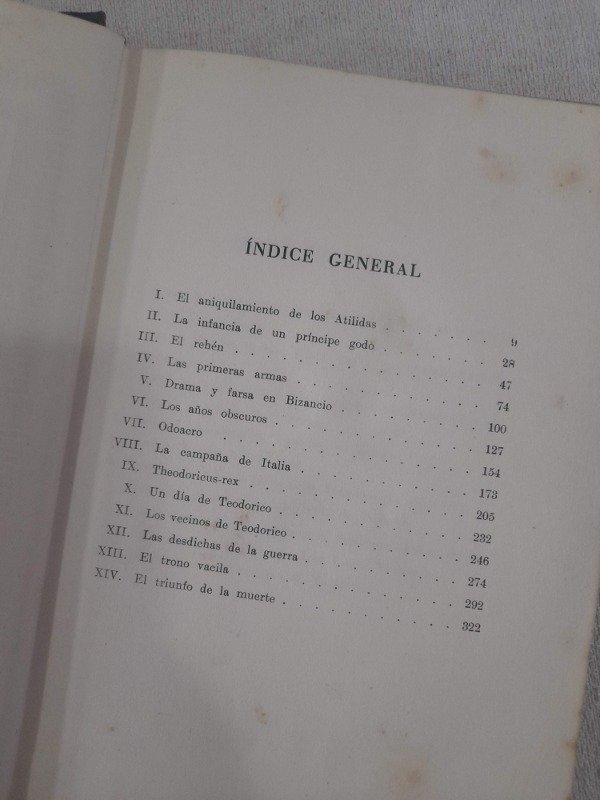 ÍNDICE GENERAL
I. El aniquilamiento de los Atilidas . . . . . . . 9
II. La infancia de un príncipe godo . . . . . . . 28
III. El rehén . . . . . . . . . . . . . 47
IV. Las primeras armas . . . . . . . . . . 74
V. Drama y farsa en Bizancio . . . . . . . . 100
VI. Los años obscuros . . . . . . . . . . 127
VII. Odoacro . . . . . . . . . . . . 154
VIII. La campaña de Italia . . . . . . . . . 173
IX. Theodoricus-rex . . . . . . . . . . . 205
X. Un día de Teodorico . . . . . . . . . . 232
XI. Los vecinos de Teodorico . . . . . . . . 246
XII. Las desdichas de la guerra . . . . . . . . 274
XIII. El trono vacila . . . . . . . . . . . 292
XIV. El triunfo de la muerte . . . . . . . . . 322